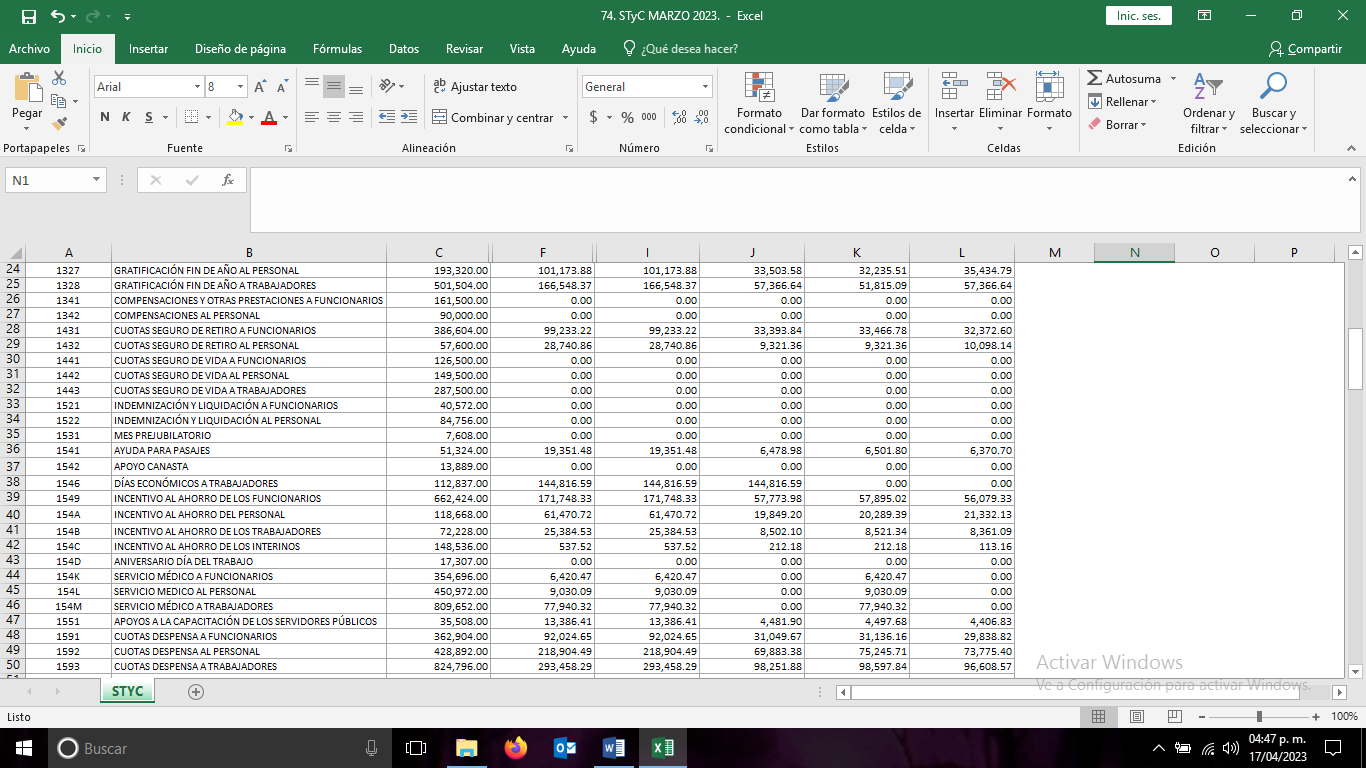 74. STyC MARZO 2023. - Excel
Inic. ses.
Archivo Inicio Insertar Diseño de página Fórmulas Datos Revisar Vista Ayuda ¿Qué desea hacer? Compartir
Pegar
Arial 8
N K S
ab Ajustar texto
Combinar y centrar
General
$ % 000
Formato condicional
Dar formato como tabla
Estilos de celda
Insertar Eliminar Formato
Autosuma
Rellenar
Borrar
Ordenar y filtrar
Buscar y seleccionar
Portapapeles Fuente Alineación Número Estilos Celdas Edición
N1 fx
A B C F I J K L M N O P
24 1327 GRATIFICACIÓN FIN DE AÑO AL PERSONAL 193,320.00 101,173.88 101,173.88 33,503.58 32,235.51 35,434.79
25 1328 GRATIFICACIÓN FIN DE AÑO A TRABAJADORES 501,504.00 166,548.37 166,548.37 57,366.64 51,815.09 57,366.64
26 1341 COMPENSACIONES Y OTRAS PRESTACIONES A FUNCIONARIOS 161,500.00 0.00 0.00 0.00 0.00 0.00
27 1342 COMPENSACIONES AL PERSONAL 90,000.00 0.00 0.00 0.00 0.00 0.00
28 1431 CUOTAS SEGURO DE RETIRO A FUNCIONARIOS 386,604.00 99,233.22 99,233.22 33,393.84 33,466.78 32,372.60
29 1432 CUOTAS SEGURO DE RETIRO AL PERSONAL 57,600.00 28,740.86 28,740.86 9,321.36 9,321.36 10,098.14
30 1441 CUOTAS SEGURO DE VIDA A FUNCIONARIOS 126,500.00 0.00 0.00 0.00 0.00 0.00
31 1442 CUOTAS SEGURO DE VIDA AL PERSONAL 149,500.00 0.00 0.00 0.00 0.00 0.00
32 1443 CUOTAS SEGURO DE VIDA A TRABAJADORES 287,500.00 0.00 0.00 0.00 0.00 0.00
33 1521 INDEMNIZACIÓN Y LIQUIDACIÓN A FUNCIONARIOS 40,572.00 0.00 0.00 0.00 0.00 0.00
34 1522 INDEMNIZACIÓN Y LIQUIDACIÓN AL PERSONAL 84,756.00 0.00 0.00 0.00 0.00 0.00
35 1531 MES PREJUBILATORIO 7,608.00 0.00 0.00 0.00 0.00 0.00
36 1541 AYUDA PARA PASAJES 51,324.00 19,351.48 19,351.48 6,478.98 6,501.80 6,370.70
37 1542 APOYO CANASTA 13,889.00 0.00 0.00 0.00 0.00 0.00
38 1546 DÍAS ECONÓMICOS A TRABAJADORES 112,837.00 144,816.59 144,816.59 144,816.59 0.00 0.00
39 1549 INCENTIVO AL AHORRO DE LOS FUNCIONARIOS 662,424.00 171,748.33 171,748.33 57,773.98 57,895.02 56,079.33
40 154A INCENTIVO AL AHORRO DEL PERSONAL 118,668.00 61,470.72 61,470.72 19,849.20 20,289.39 21,332.13
41 154B INCENTIVO AL AHORRO DE LOS TRABAJADORES 72,228.00 25,384.53 25,384.53 8,502.10 8,521.34 8,361.09
42 154C INCENTIVO AL AHORRO DE LOS INTERINOS 148,536.00 537.52 537.52 212.18 212.18 113.16
43 154D ANIVERSARIO DÍA DEL TRABAJO 17,307.00 0.00 0.00 0.00 0.00 0.00
44 154K SERVICIO MÉDICO A FUNCIONARIOS 354,696.00 6,420.47 6,420.47 0.00 6,420.47 0.00
45 154L SERVICIO MEDICO AL PERSONAL 450,972.00 9,030.09 9,030.09 0.00 9,030.09 0.00
46 154M SERVICIO MÉDICO A TRABAJADORES 809,652.00 77,940.32 77,940.32 0.00 77,940.32 0.00
47 1551 APOYOS A LA CAPACITACIÓN DE LOS SERVIDORES PÚBLICOS 35,508.00 13,386.41 13,386.41 4,481.90 4,497.68 4,406.83
48 1591 CUOTAS DESPENSA A FUNCIONARIOS 362,904.00 92,024.65 92,024.65 31,049.67 31,136.16 29,838.82
49 1592 CUOTAS DESPENSA AL PERSONAL 428,892.00 218,904.49 218,904.49 69,883.38 75,245.71 73,775.40
50 1593 CUOTAS DESPENSA A TRABAJADORES 824,796.00 293,458.29 293,458.29 98,251.88 98,597.84 96,608.57
Activar Windows
Ve a Configuración para activar Windows.
STYC
Listo
100%
Buscar
04:47 p. m.
17/04/2023